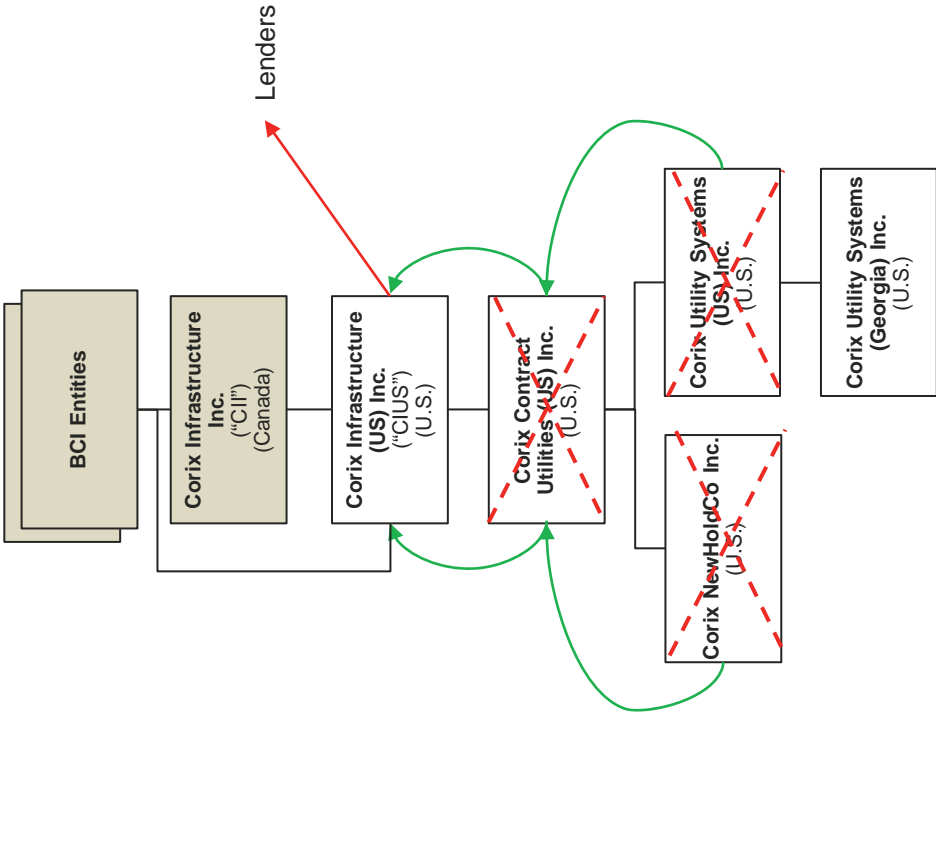 BCI Entities
Corix Infrastructure
Inc.
(“CII”)
(Canada)
Lenders
Corix Infrastructure
(US) Inc.
(“CIUS”)
(U.S.)
Corix Contract
Utilities (US) Inc.
(U.S.)
Corix NewHoldCo Inc.
(U.S.)
Corix Utility Systems
(US) Inc.
(U.S.)
Corix Utility Systems
(Georgia) Inc.
(U.S.)